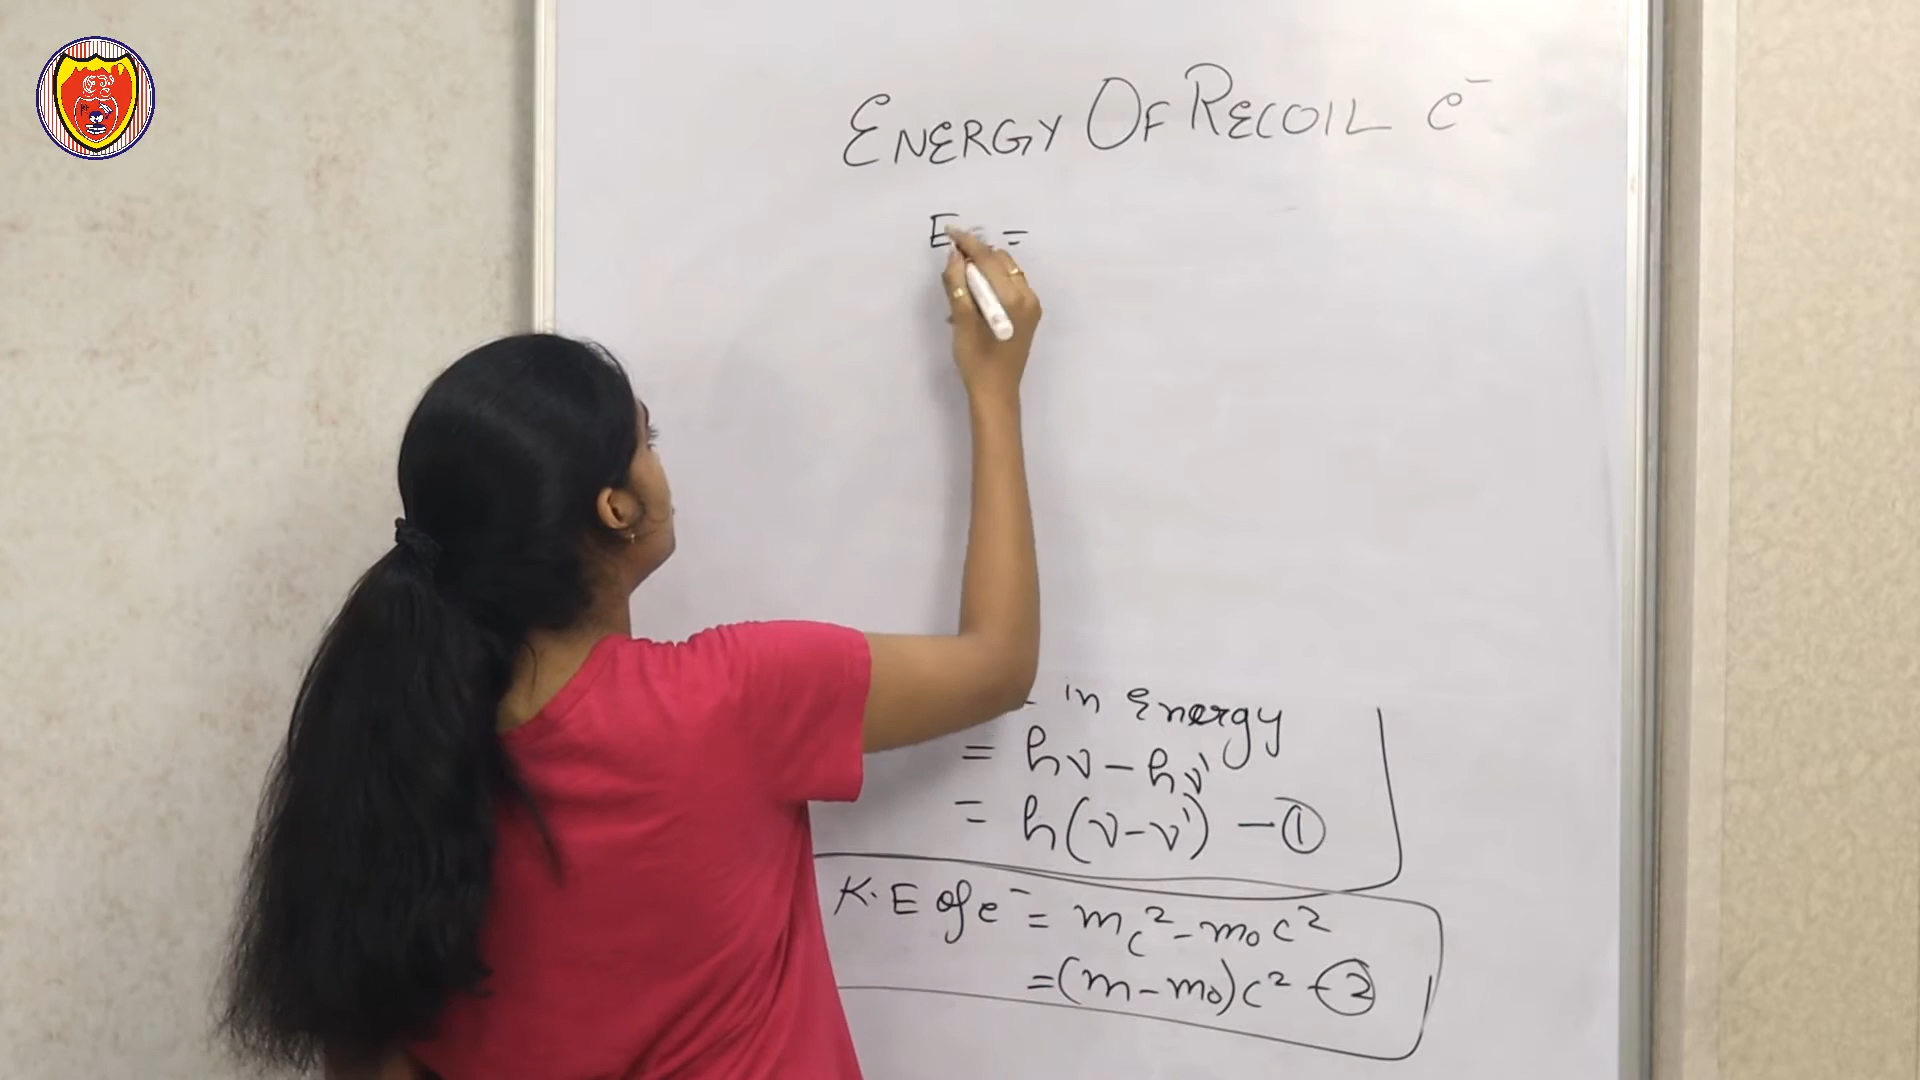 ENERGY OF RECOIL e⁻
E =
in Energy
= hν - hν'
= h(ν-ν') - ①
K.E of e⁻ = mc² - m₀c²
= (m - m₀)c² - ②